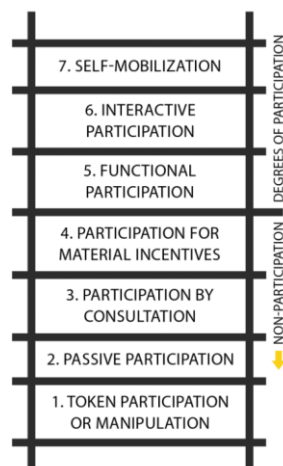 7. SELF-MOBILIZATION
6. INTERACTIVE
PARTICIPATION
5. FUNCTIONAL
PARTICIPATION
4. PARTICIPATION FOR
MATERIAL INCENTIVES
3. PARTICIPATION BY
CONSULTATION
2. PASSIVE PARTICIPATION
1. TOKEN PARTICIPATION
OR MANIPULATION
DEGREES OF PARTICIPATION
NON-PARTICIPATION